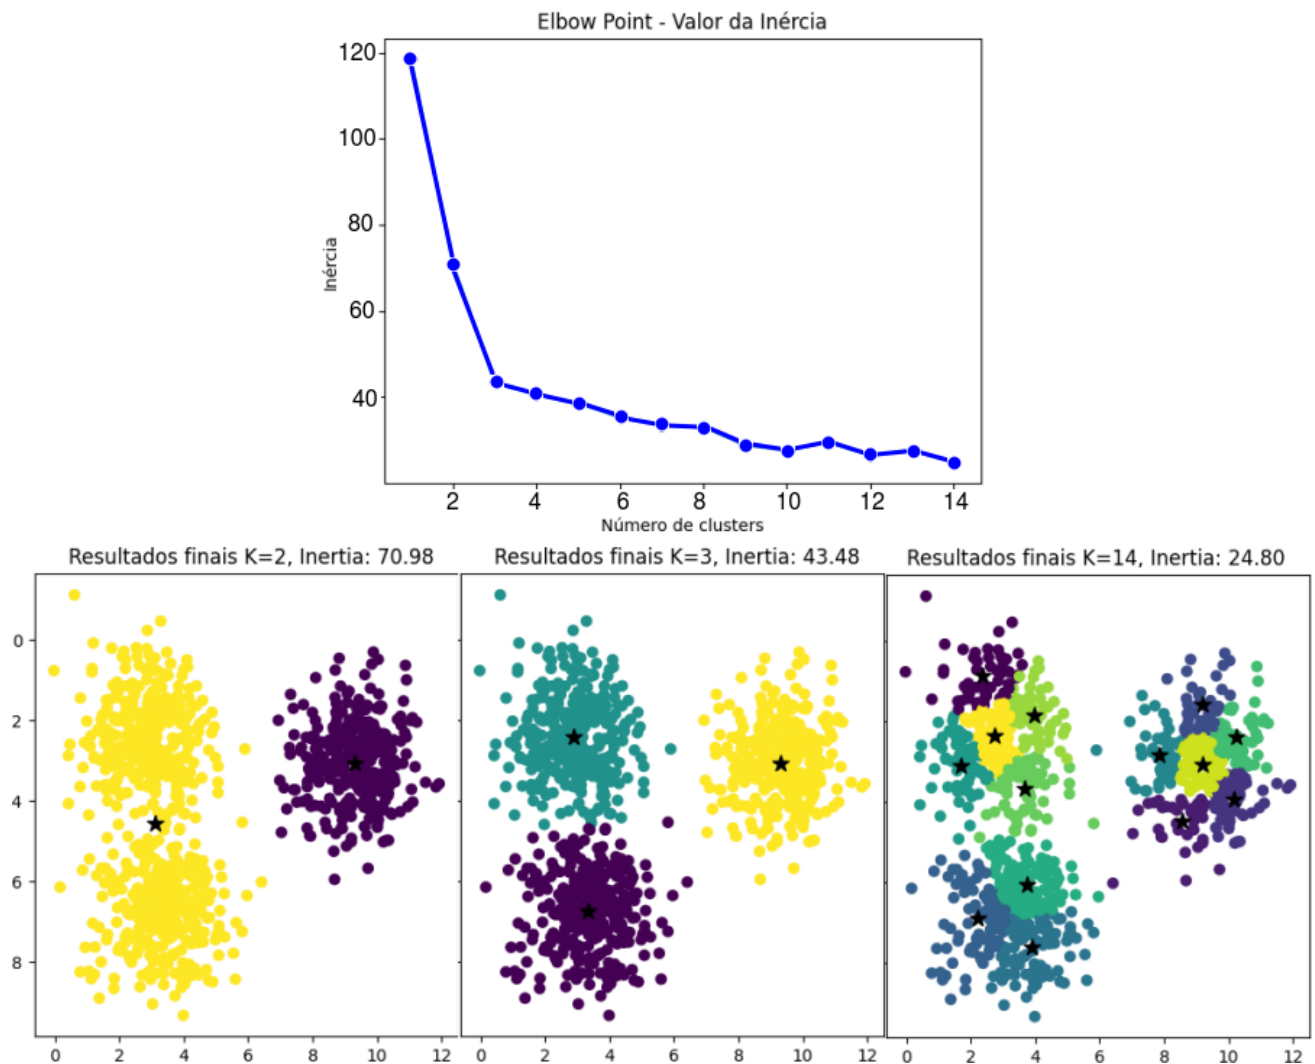 Elbow Point - Valor da Inércia
120
100
80
60
40
Inércia
2 4 6 8 10 12 14
Número de clusters
Resultados finais K=2, Inertia: 70.98
Resultados finais K=3, Inertia: 43.48
Resultados finais K=14, Inertia: 24.80
0
2
4
6
8
0 2 4 6 8 10 12
0 2 4 6 8 10 12
0 2 4 6 8 10 12